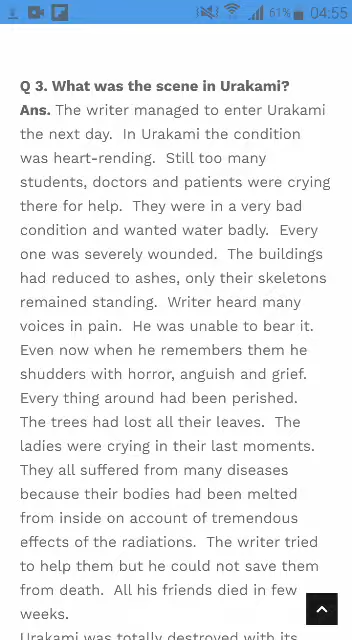 61% 04:55
Q 3. What was the scene in Urakami?
Ans. The writer managed to enter Urakami
the next day. In Urakami the condition
was heart-rending. Still too many
students, doctors and patients were crying
there for help. They were in a very bad
condition and wanted water badly. Every
one was severely wounded. The buildings
had reduced to ashes, only their skeletons
remained standing. Writer heard many
voices in pain. He was unable to bear it.
Even now when he remembers them he
shudders with horror, anguish and grief.
Every thing around had been perished.
The trees had lost all their leaves. The
ladies were crying in their last moments.
They all suffered from many diseases
because their bodies had been melted
from inside on account of tremendous
effects of the radiations. The writer tried
to help them but he could not save them
from death. All his friends died in few
weeks.
Urakami was totally destroyed with its